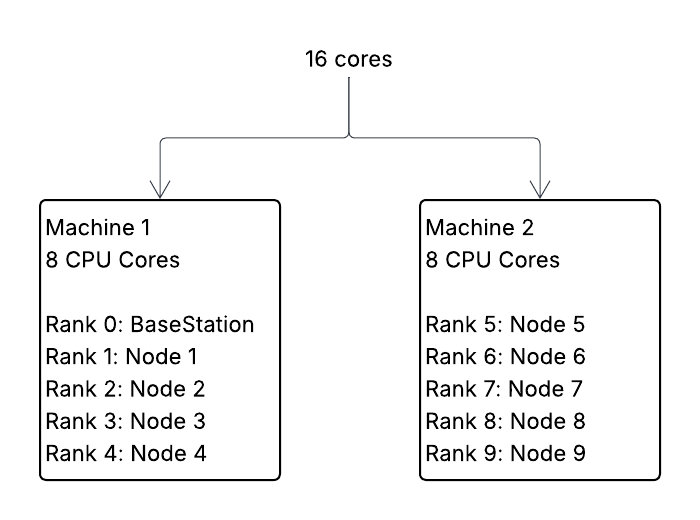 16 cores
Machine 1
8 CPU Cores
Rank 0: BaseStation
Rank 1: Node 1
Rank 2: Node 2
Rank 3: Node 3
Rank 4: Node 4
Machine 2
8 CPU Cores
Rank 5: Node 5
Rank 6: Node 6
Rank 7: Node 7
Rank 8: Node 8
Rank 9: Node 9